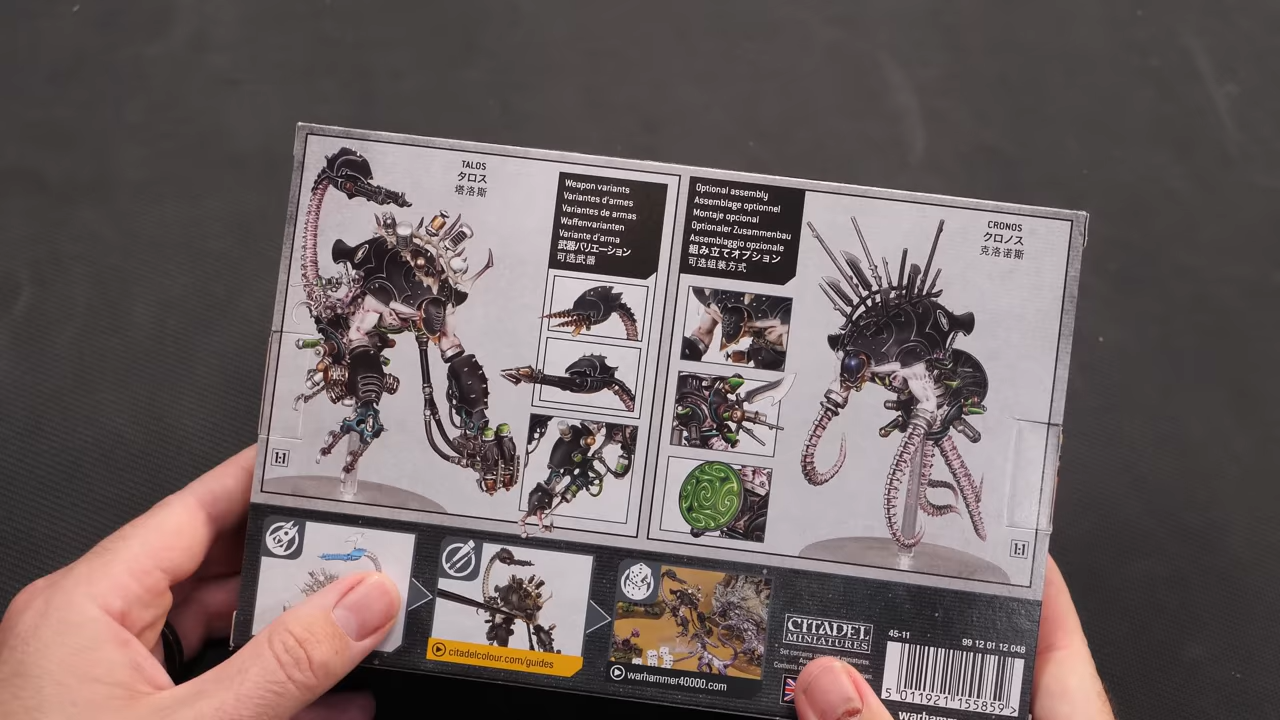 TALOS
タロス
塔洛斯
Weapon variants
Variantes d'armes
Variantes de armas
Waffenvarianten
Variante d'arma
武器バリエーション
可选武器
1:1
Optional assembly
Assemblage optionnel
Montaje opcional
Optionaler Zusammenbau
Assemblaggio opzionale
組み立てオプション
可选组装方式
CRONOS
クロノス
克洛诺斯
1:1
citadelcolour.com/guides
warhammer40000.com
CITADEL
MINIATURES
Set contains miniatures.
Contents
45-11
99 12 01 12 048
5 011921 155859 >